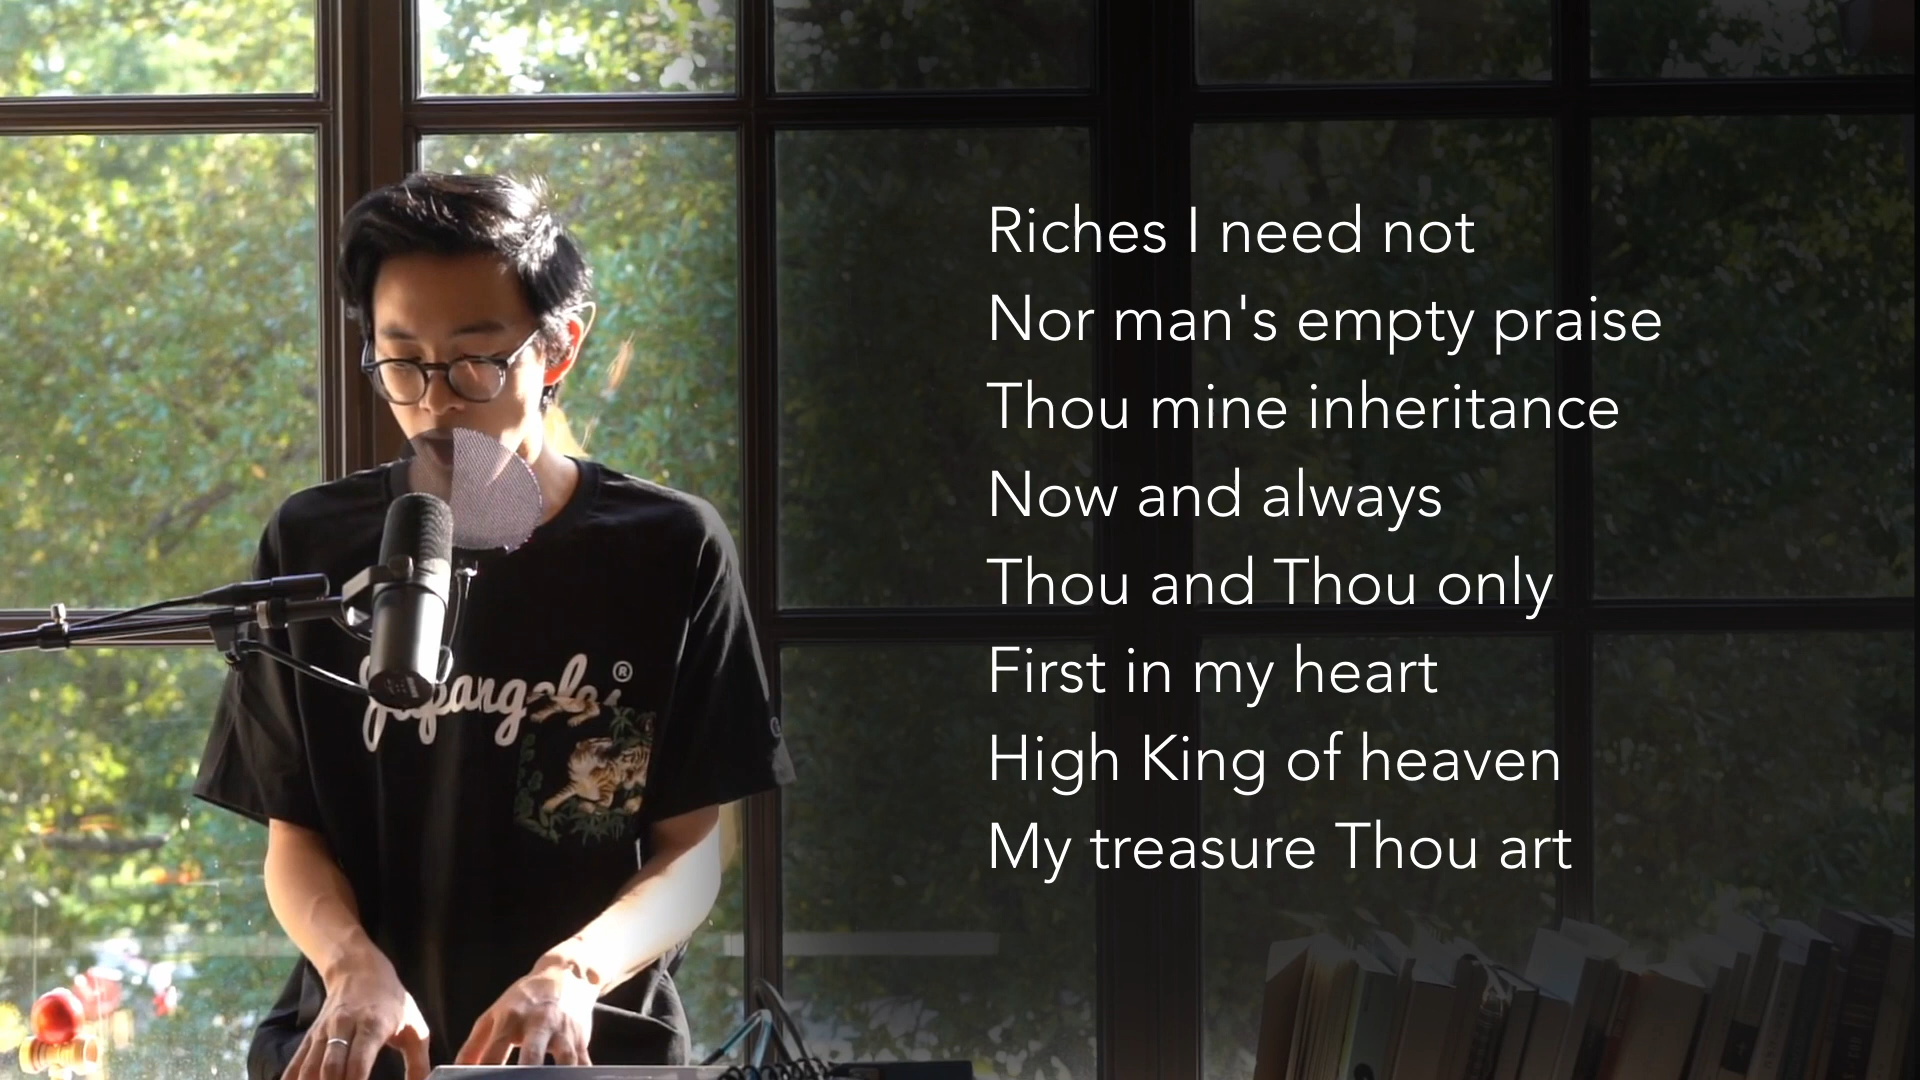 Riches I need not
Nor man's empty praise
Thou mine inheritance
Now and always
Thou and Thou only
First in my heart
High King of heaven
My treasure Thou art